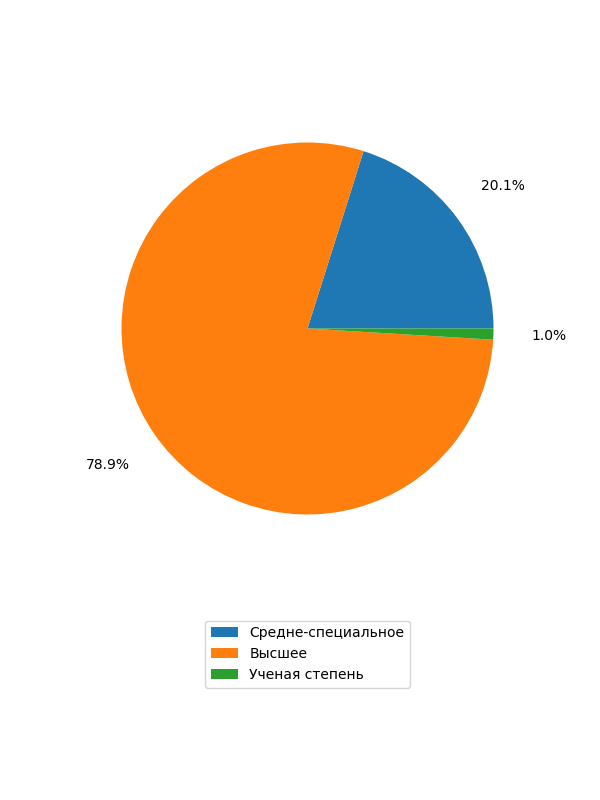 20.1%
1.0%
78.9%
Средне-специальное
Высшее
Ученая степень